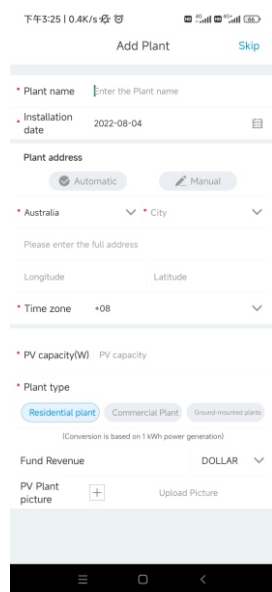 下午3:25 | 0.4K/s
Add Plant
Skip
* Plant name
Enter the Plant name
* Installation date
2022-08-04
Plant address
Automatic
Manual
* Australia
* City
Please enter the full address
Longitude
Latitude
* Time zone
+08
* PV capacity(W)
PV capacity
* Plant type
Residential plant
Commercial Plant
Ground-mounted plants
(Conversion is based on 1 kWh power generation)
Fund Revenue
DOLLAR
PV Plant picture
Upload Picture